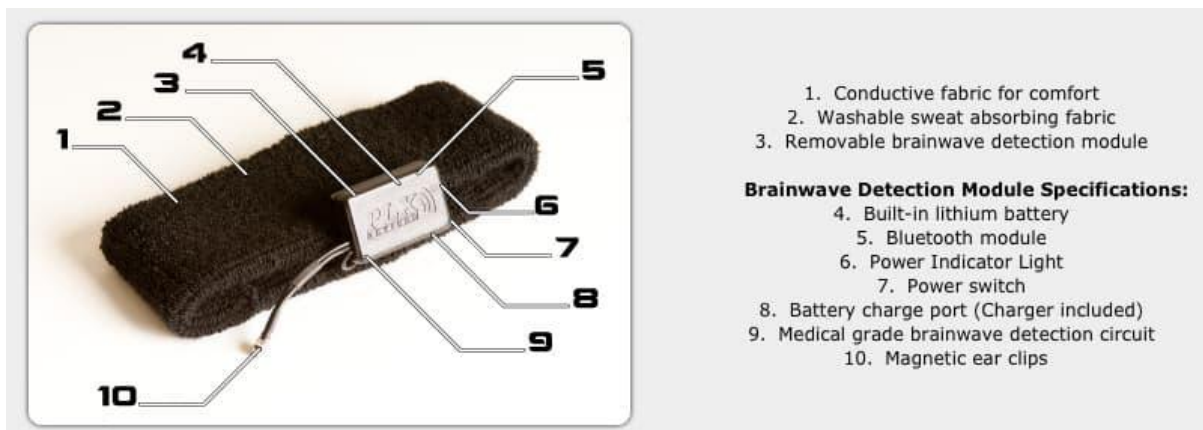 4
3
2
1
5
6
7
8
9
10
PLX
1. Conductive fabric for comfort
2. Washable sweat absorbing fabric
3. Removable brainwave detection module
Brainwave Detection Module Specifications:
4. Built-in lithium battery
5. Bluetooth module
6. Power Indicator Light
7. Power switch
8. Battery charge port (Charger included)
9. Medical grade brainwave detection circuit
10. Magnetic ear clips